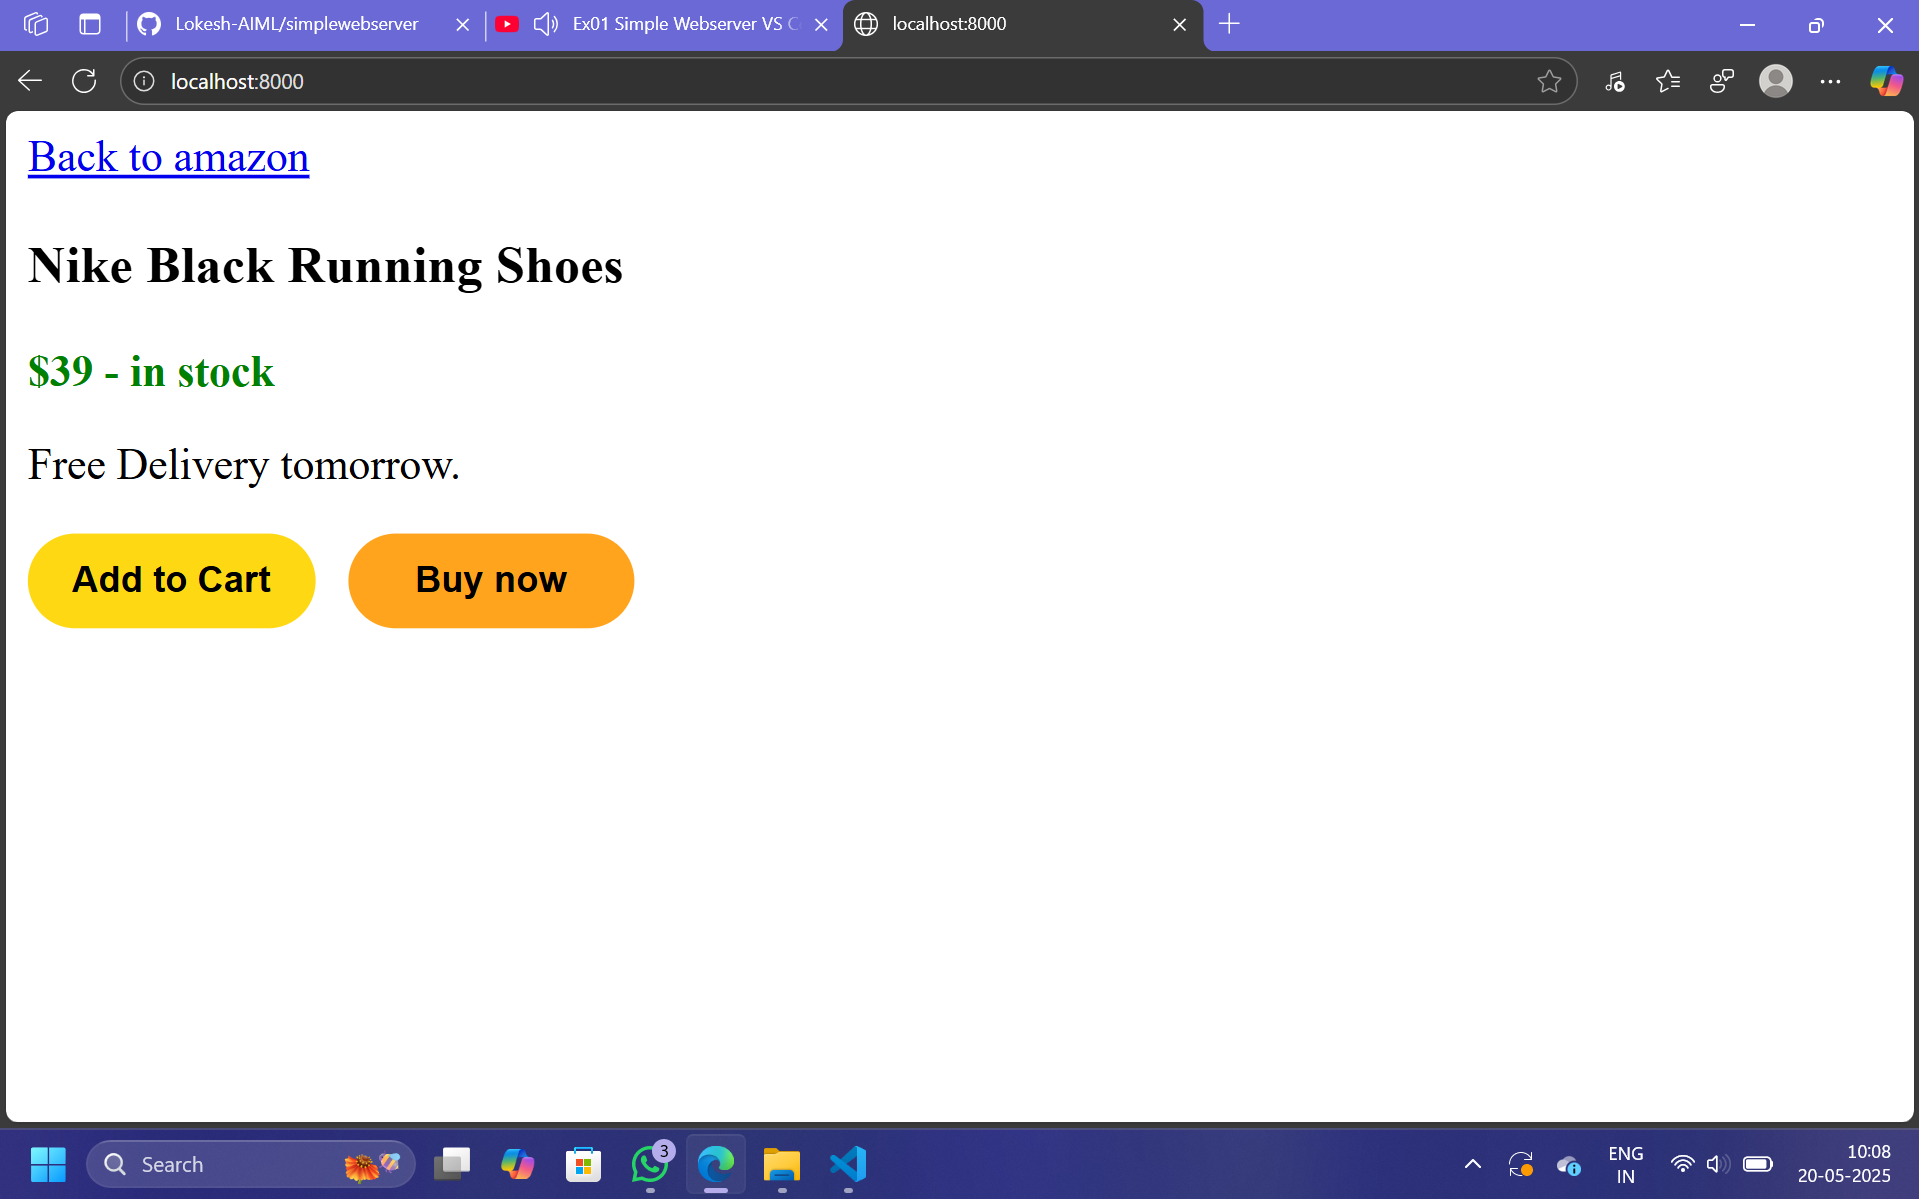 Lokesh-AIML/simplewebserver
Ex01 Simple Webserver VS C
localhost:8000
localhost:8000
Back to amazon
Nike Black Running Shoes
$39 - in stock
Free Delivery tomorrow.
Add to Cart
Buy now
Search
3
ENG
IN
10:08
20-05-2025